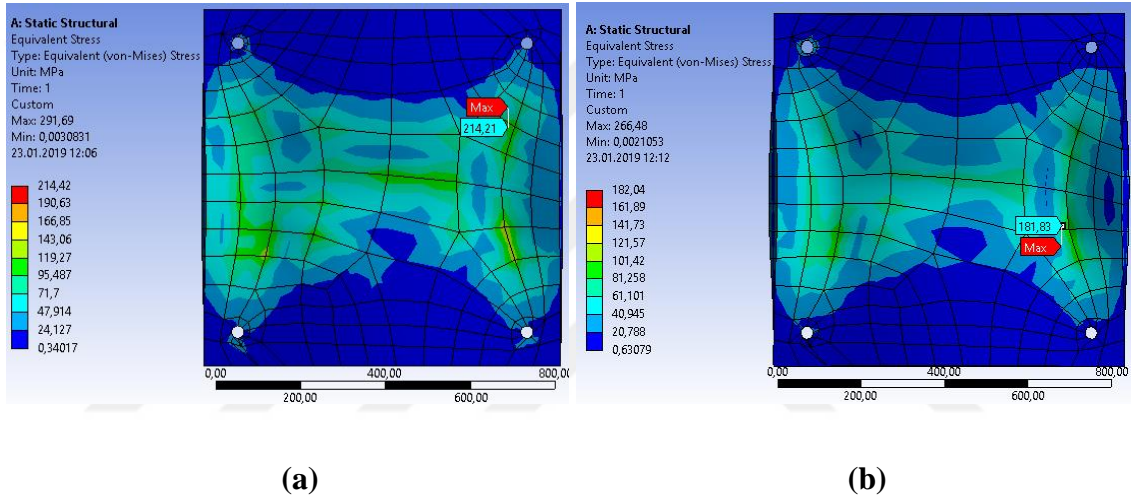 A: Static Structural
Equivalent Stress
Type: Equivalent (von-Mises) Stress
Unit: MPa
Time: 1
Custom
Max: 291,69
Min: 0,0030831
23.01.2019 12:06
214,42
190,63
166,85
143,06
119,27
95,487
71,7
47,914
24,127
0,34017
Max
214,21
0,00
400,00
800,00
200,00
600,00
(a)
A: Static Structural
Equivalent Stress
Type: Equivalent (von-Mises) Stress
Unit: MPa
Time: 1
Custom
Max: 266,48
Min: 0,0021053
23.01.2019 12:12
182,04
161,89
141,73
121,57
101,42
81,258
61,101
40,945
20,788
0,63079
181,83
Max
0,00
400,00
800,00
200,00
600,00
(b)